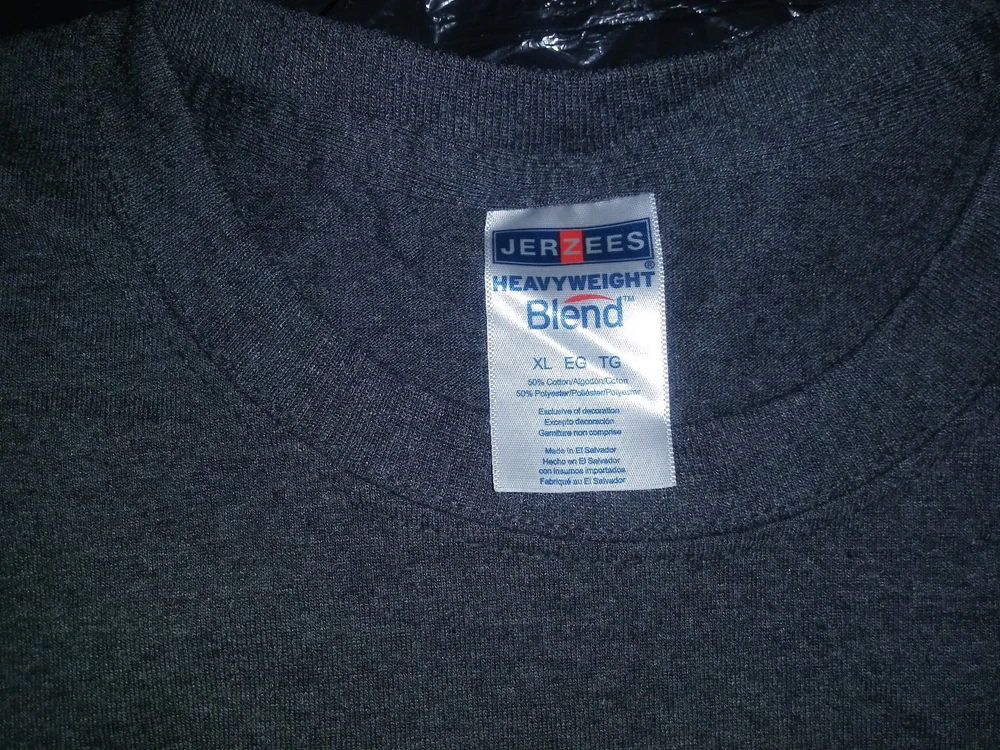 JERZEES
HEAVYWEIGHT®
Blend™
XL EG TG
50% Cotton/Algodón/Coton
50% Polyester/Poliéster/Polyester
Exclusive of decoration
Excepto decoración
Garniture non comprise
Made in El Salvador
Hecho en El Salvador
con insumos importados
Fabriqué au El Salvador